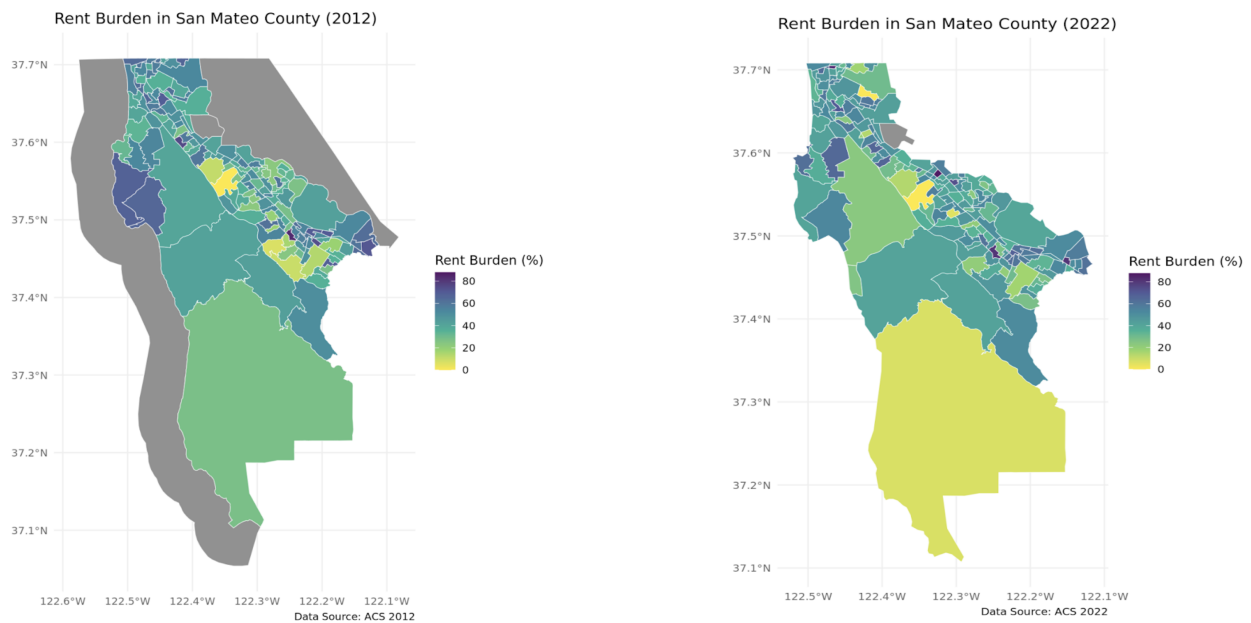 Rent Burden in San Mateo County (2012)
37.7°N
37.6°N
37.5°N
37.4°N
37.3°N
37.2°N
37.1°N
122.6°W 122.5°W 122.4°W 122.3°W 122.2°W 122.1°W
Rent Burden (%)
80
60
40
20
0
Data Source: ACS 2012
Rent Burden in San Mateo County (2022)
37.7°N
37.6°N
37.5°N
37.4°N
37.3°N
37.2°N
37.1°N
122.5°W 122.4°W 122.3°W 122.2°W 122.1°W
Rent Burden (%)
80
60
40
20
0
Data Source: ACS 2022